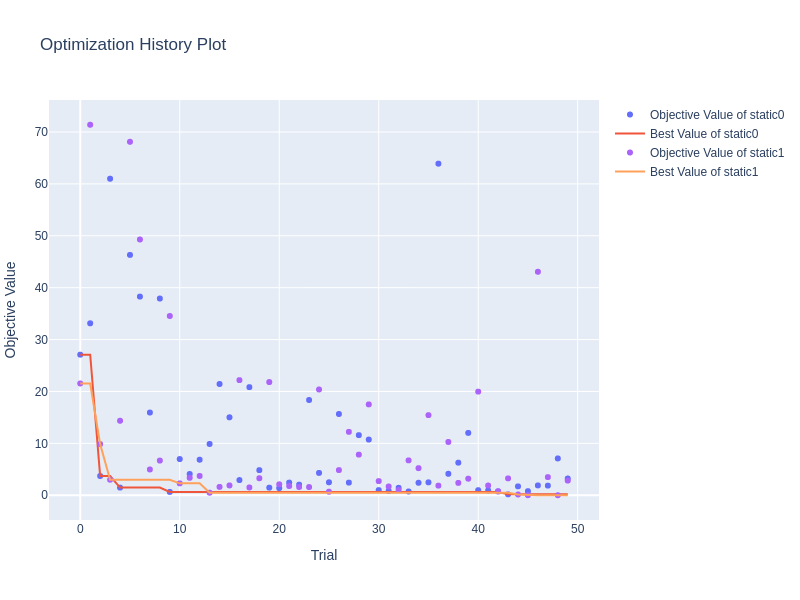 Optimization History Plot
Objective Value of static0
Best Value of static0
Objective Value of static1
Best Value of static1
70
60
50
40
30
20
10
0
Objective Value
0
10
20
30
40
50
Trial